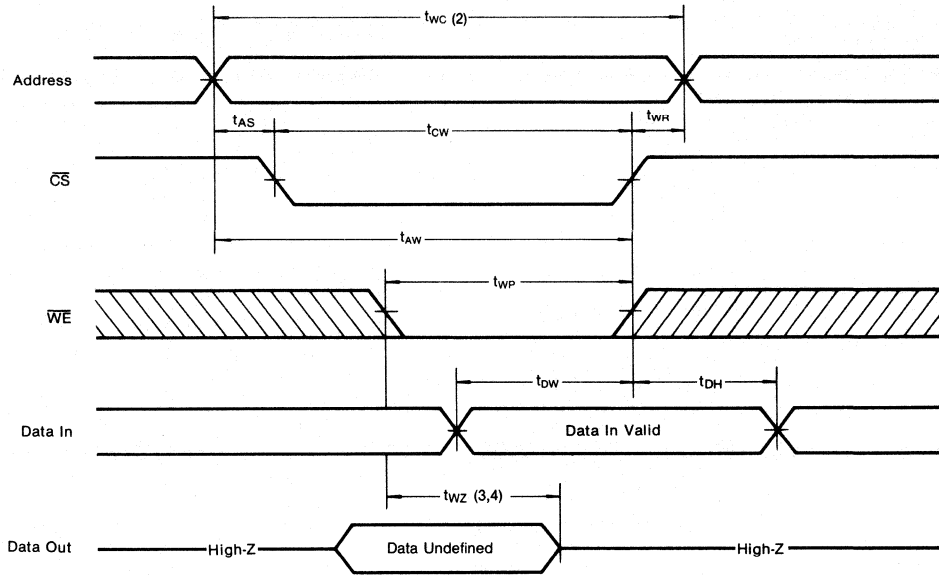 tWC (2)
Address
tAS
tCW
tWR
CS
tAW
tWP
WE
tDW
tDH
Data In
Data In Valid
tWZ (3,4)
Data Out
High-Z
Data Undefined
High-Z